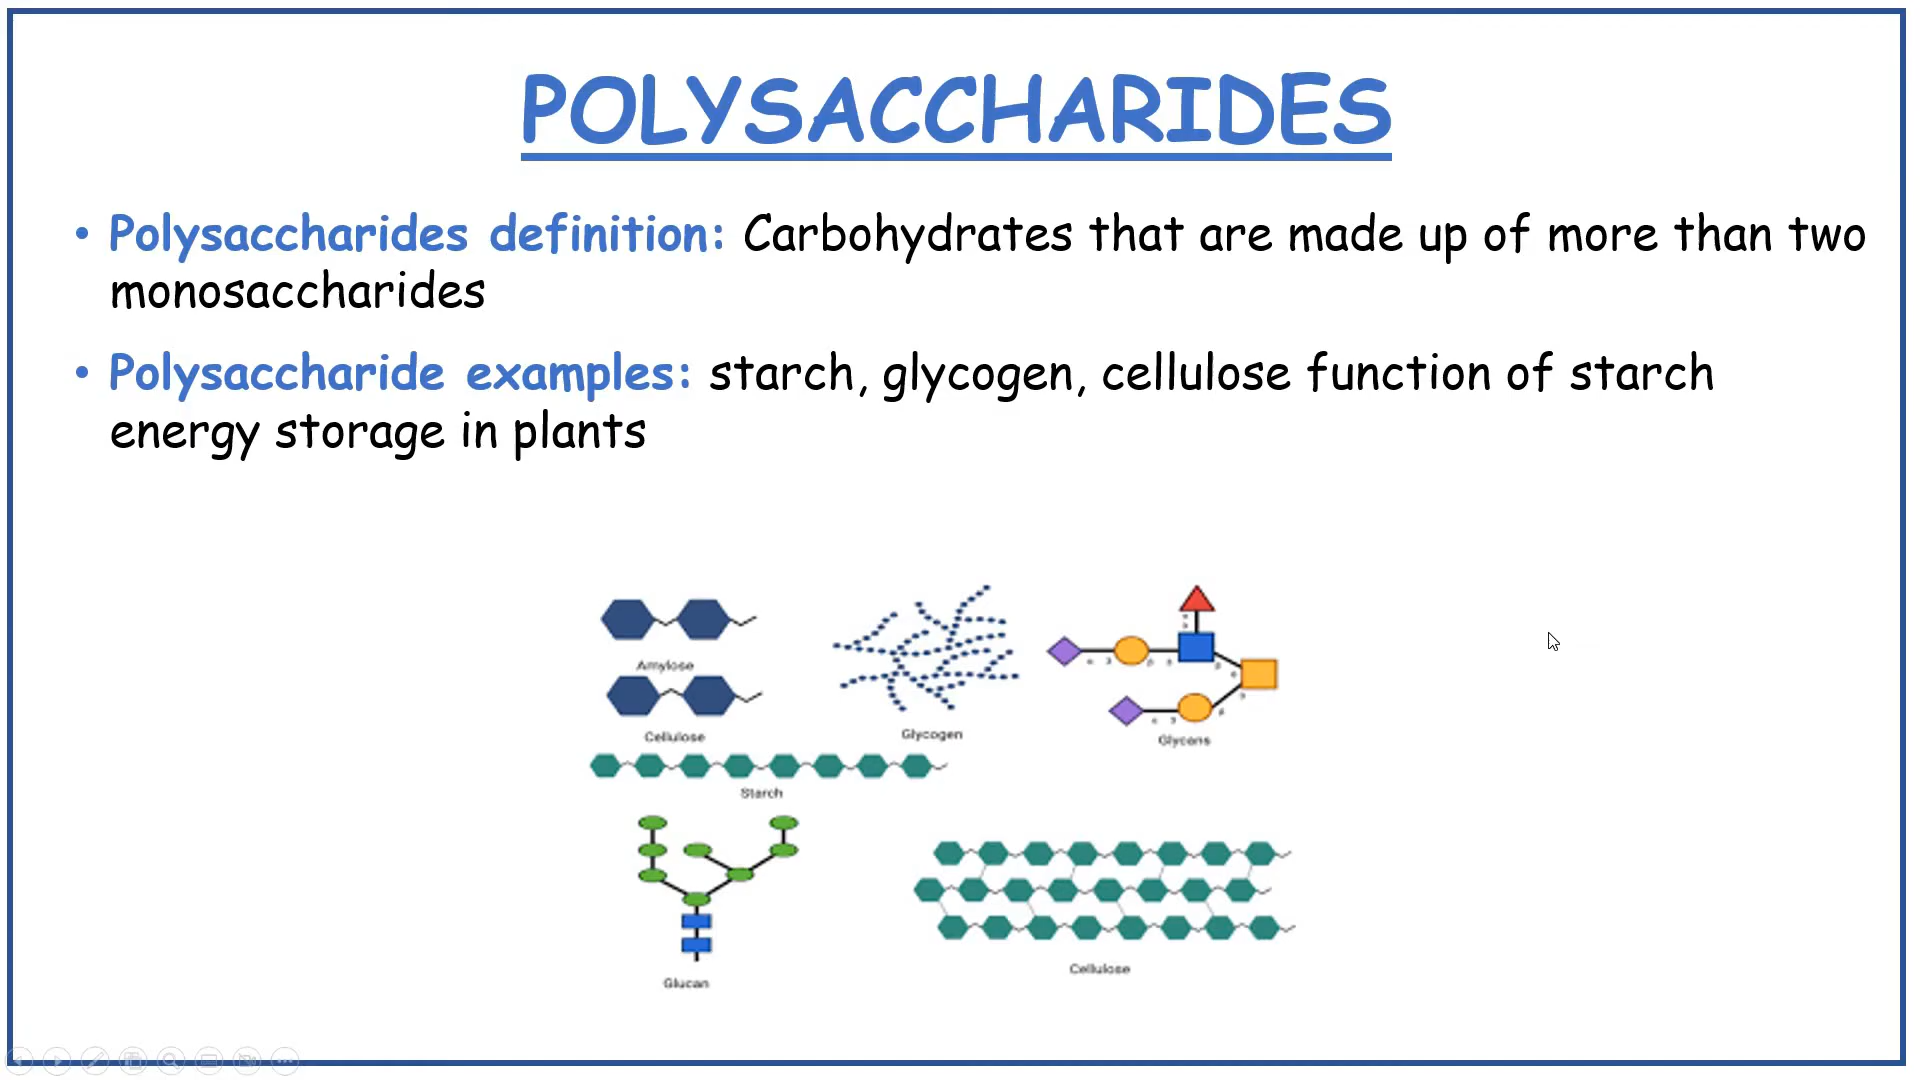 POLYSACCHARIDES
• Polysaccharides definition: Carbohydrates that are made up of more than two
monosaccharides
• Polysaccharide examples: starch, glycogen, cellulose function of starch
energy storage in plants
Amylose
Cellulose
Glycogen
Glycans
Starch
Glucan
Cellulose